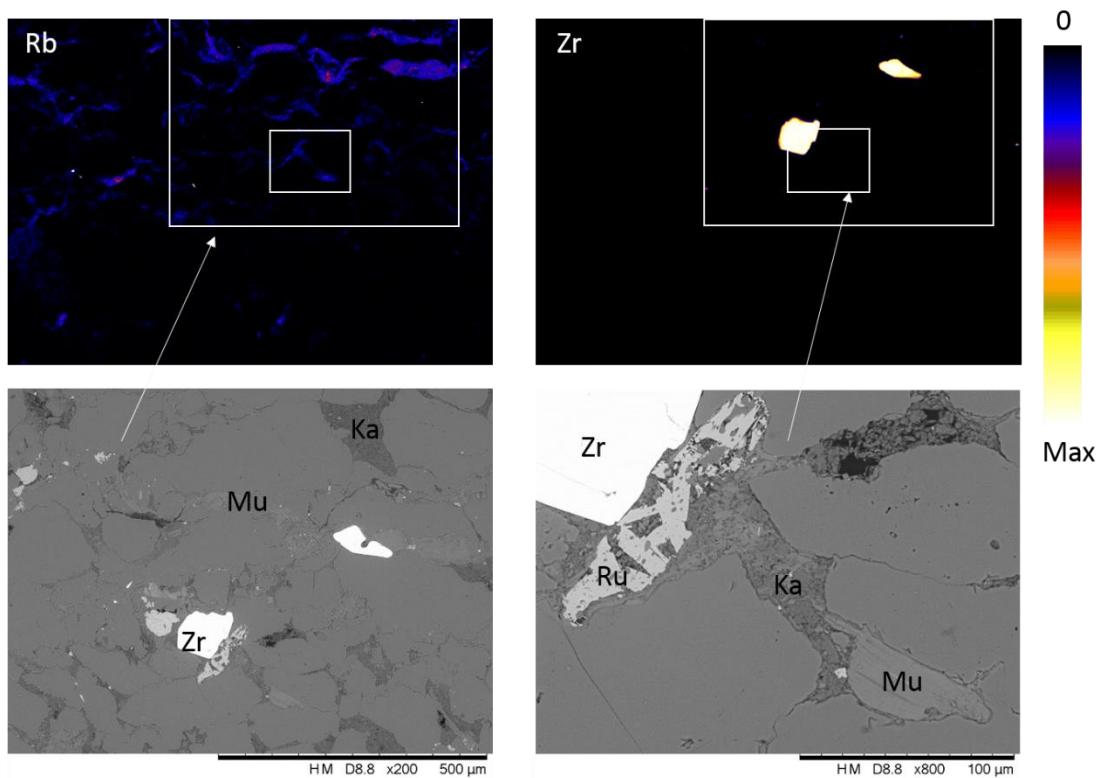 Rb
Zr
0
Max
Ka
Mu
Zr
HM D8.8 x200 500 µm
Zr
Ru
Ka
Mu
HM D8.8 x800 100 µm